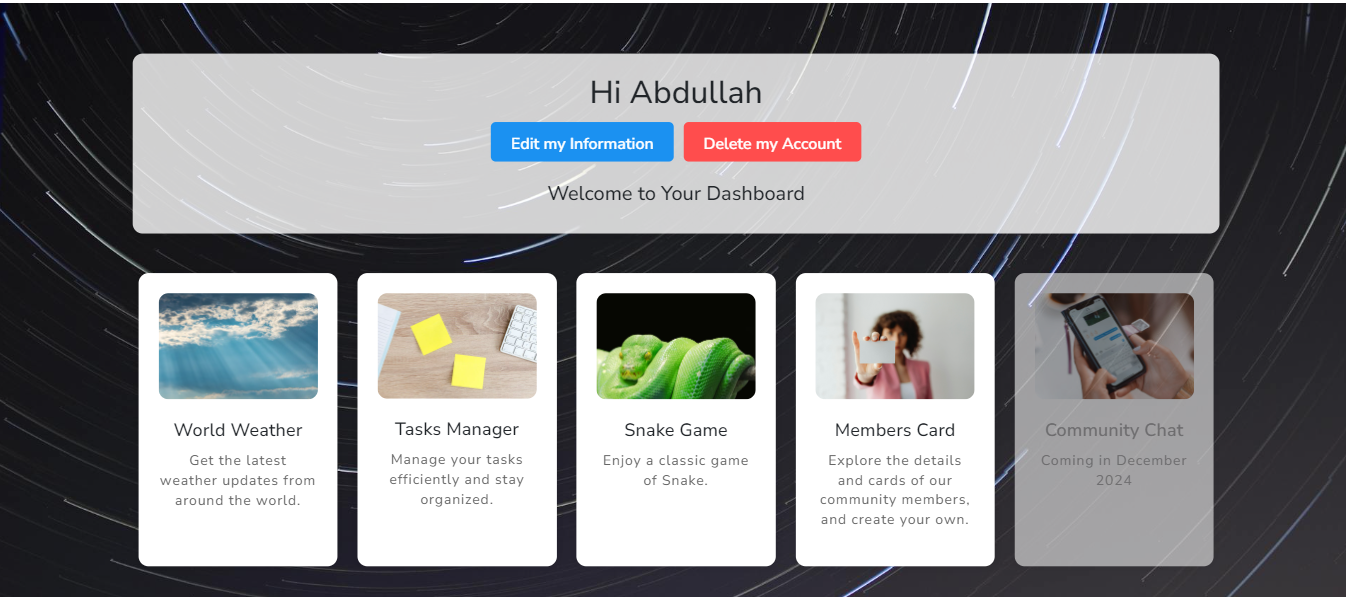 Hi Abdullah
Edit my Information
Delete my Account
Welcome to Your Dashboard
World Weather
Get the latest
weather updates from
around the world.
Tasks Manager
Manage your tasks
efficiently and stay
organized.
Snake Game
Enjoy a classic game
of Snake.
Members Card
Explore the details
and cards of our
community members,
and create your own.
Community Chat
Coming in December
2024